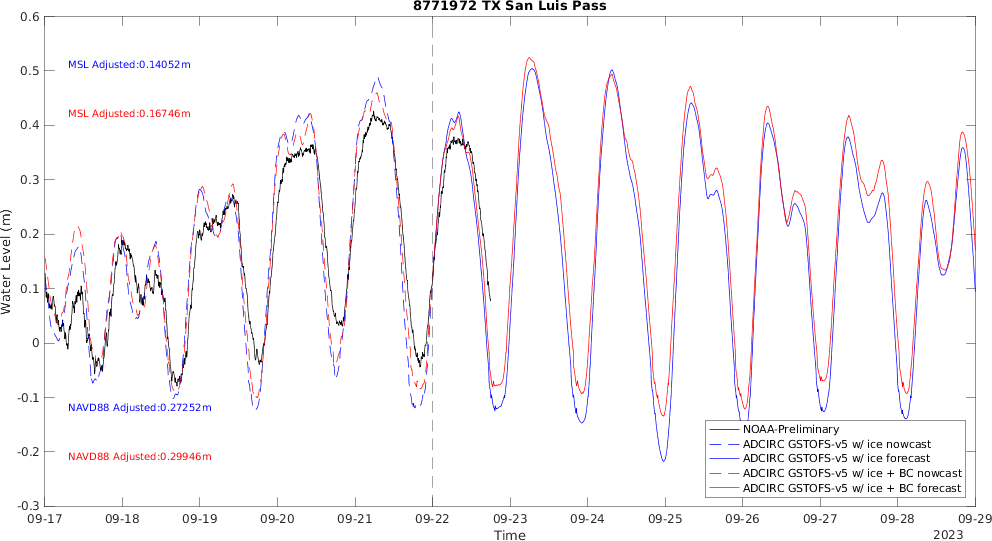 8771972 TX San Luis Pass
0.6
0.5
0.4
0.3
0.2
0.1
0
-0.1
-0.2
-0.3
Water Level (m)
MSL Adjusted:0.14052m
MSL Adjusted:0.16746m
NAVD88 Adjusted:0.27252m
NAVD88 Adjusted:0.29946m
NOAA-Preliminary
ADCIRC GSTOFS-v5 w/ ice nowcast
ADCIRC GSTOFS-v5 w/ ice forecast
ADCIRC GSTOFS-v5 w/ ice + BC nowcast
ADCIRC GSTOFS-v5 w/ ice + BC forecast
09-17 09-18 09-19 09-20 09-21 09-22 09-23 09-24 09-25 09-26 09-27 09-28 09-29
Time
2023